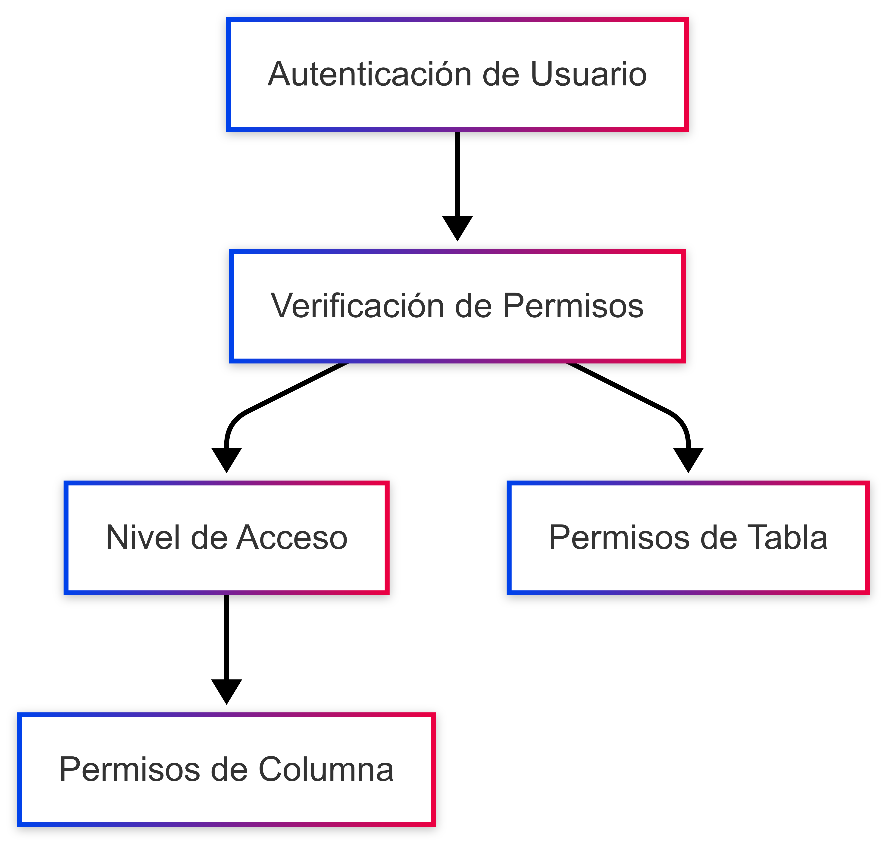 Autenticación de Usuario
Verificación de Permisos
Nivel de Acceso
Permisos de Tabla
Permisos de Columna